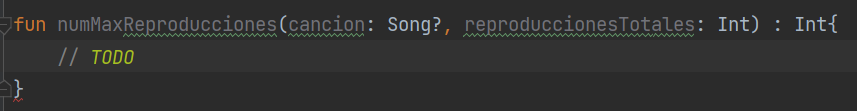 fun numMaxReproducciones(cancion: Song?, reproduccionesTotales: Int) : Int{
// TODO
}